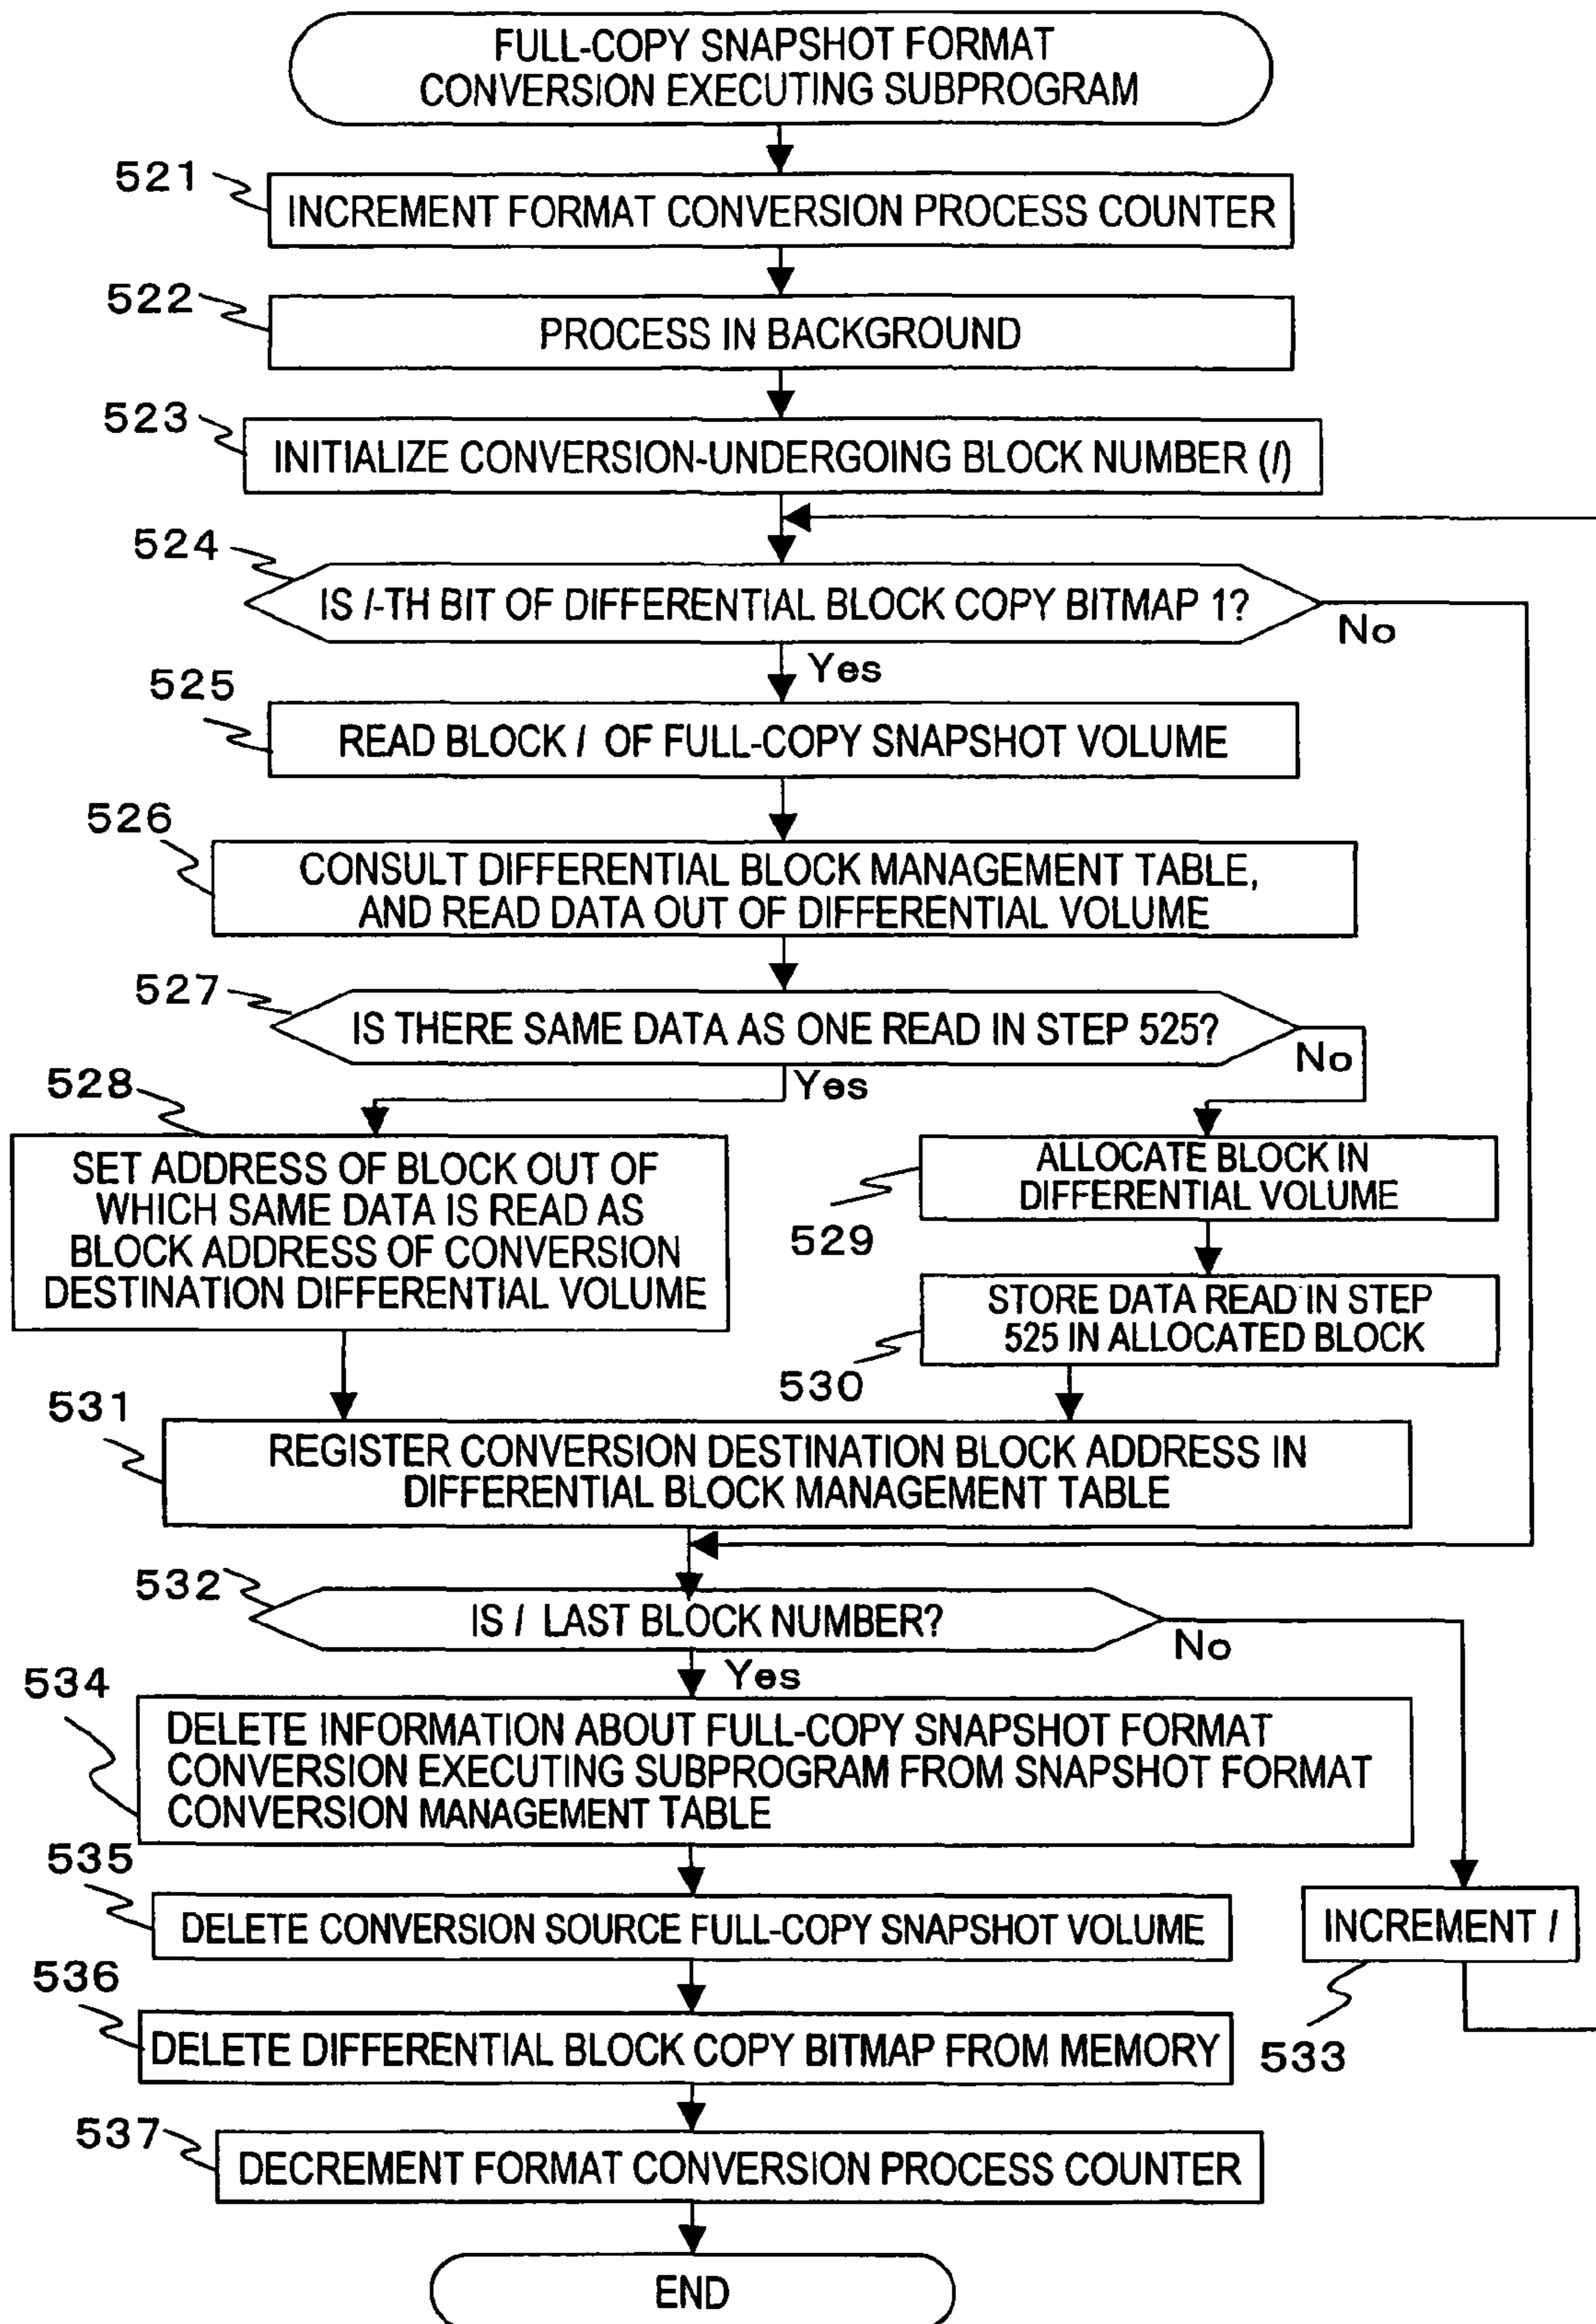 FULL-COPY SNAPSHOT FORMAT
CONVERSION EXECUTING SUBPROGRAM
521
INCREMENT FORMAT CONVERSION PROCESS COUNTER
522
PROCESS IN BACKGROUND
523
INITIALIZE CONVERSION-UNDERGOING BLOCK NUMBER (I)
524
IS I-TH BIT OF DIFFERENTIAL BLOCK COPY BITMAP 1?
No
Yes
525
READ BLOCK I OF FULL-COPY SNAPSHOT VOLUME
526
CONSULT DIFFERENTIAL BLOCK MANAGEMENT TABLE,
AND READ DATA OUT OF DIFFERENTIAL VOLUME
527
IS THERE SAME DATA AS ONE READ IN STEP 525?
No
Yes
528
SET ADDRESS OF BLOCK OUT OF
WHICH SAME DATA IS READ AS
BLOCK ADDRESS OF CONVERSION
DESTINATION DIFFERENTIAL VOLUME
ALLOCATE BLOCK IN
DIFFERENTIAL VOLUME
529
STORE DATA READ IN STEP
525 IN ALLOCATED BLOCK
530
531
REGISTER CONVERSION DESTINATION BLOCK ADDRESS IN
DIFFERENTIAL BLOCK MANAGEMENT TABLE
532
IS I LAST BLOCK NUMBER?
No
Yes
534
DELETE INFORMATION ABOUT FULL-COPY SNAPSHOT FORMAT
CONVERSION EXECUTING SUBPROGRAM FROM SNAPSHOT FORMAT
CONVERSION MANAGEMENT TABLE
535
DELETE CONVERSION SOURCE FULL-COPY SNAPSHOT VOLUME
INCREMENT I
533
536
DELETE DIFFERENTIAL BLOCK COPY BITMAP FROM MEMORY
537
DECREMENT FORMAT CONVERSION PROCESS COUNTER
END